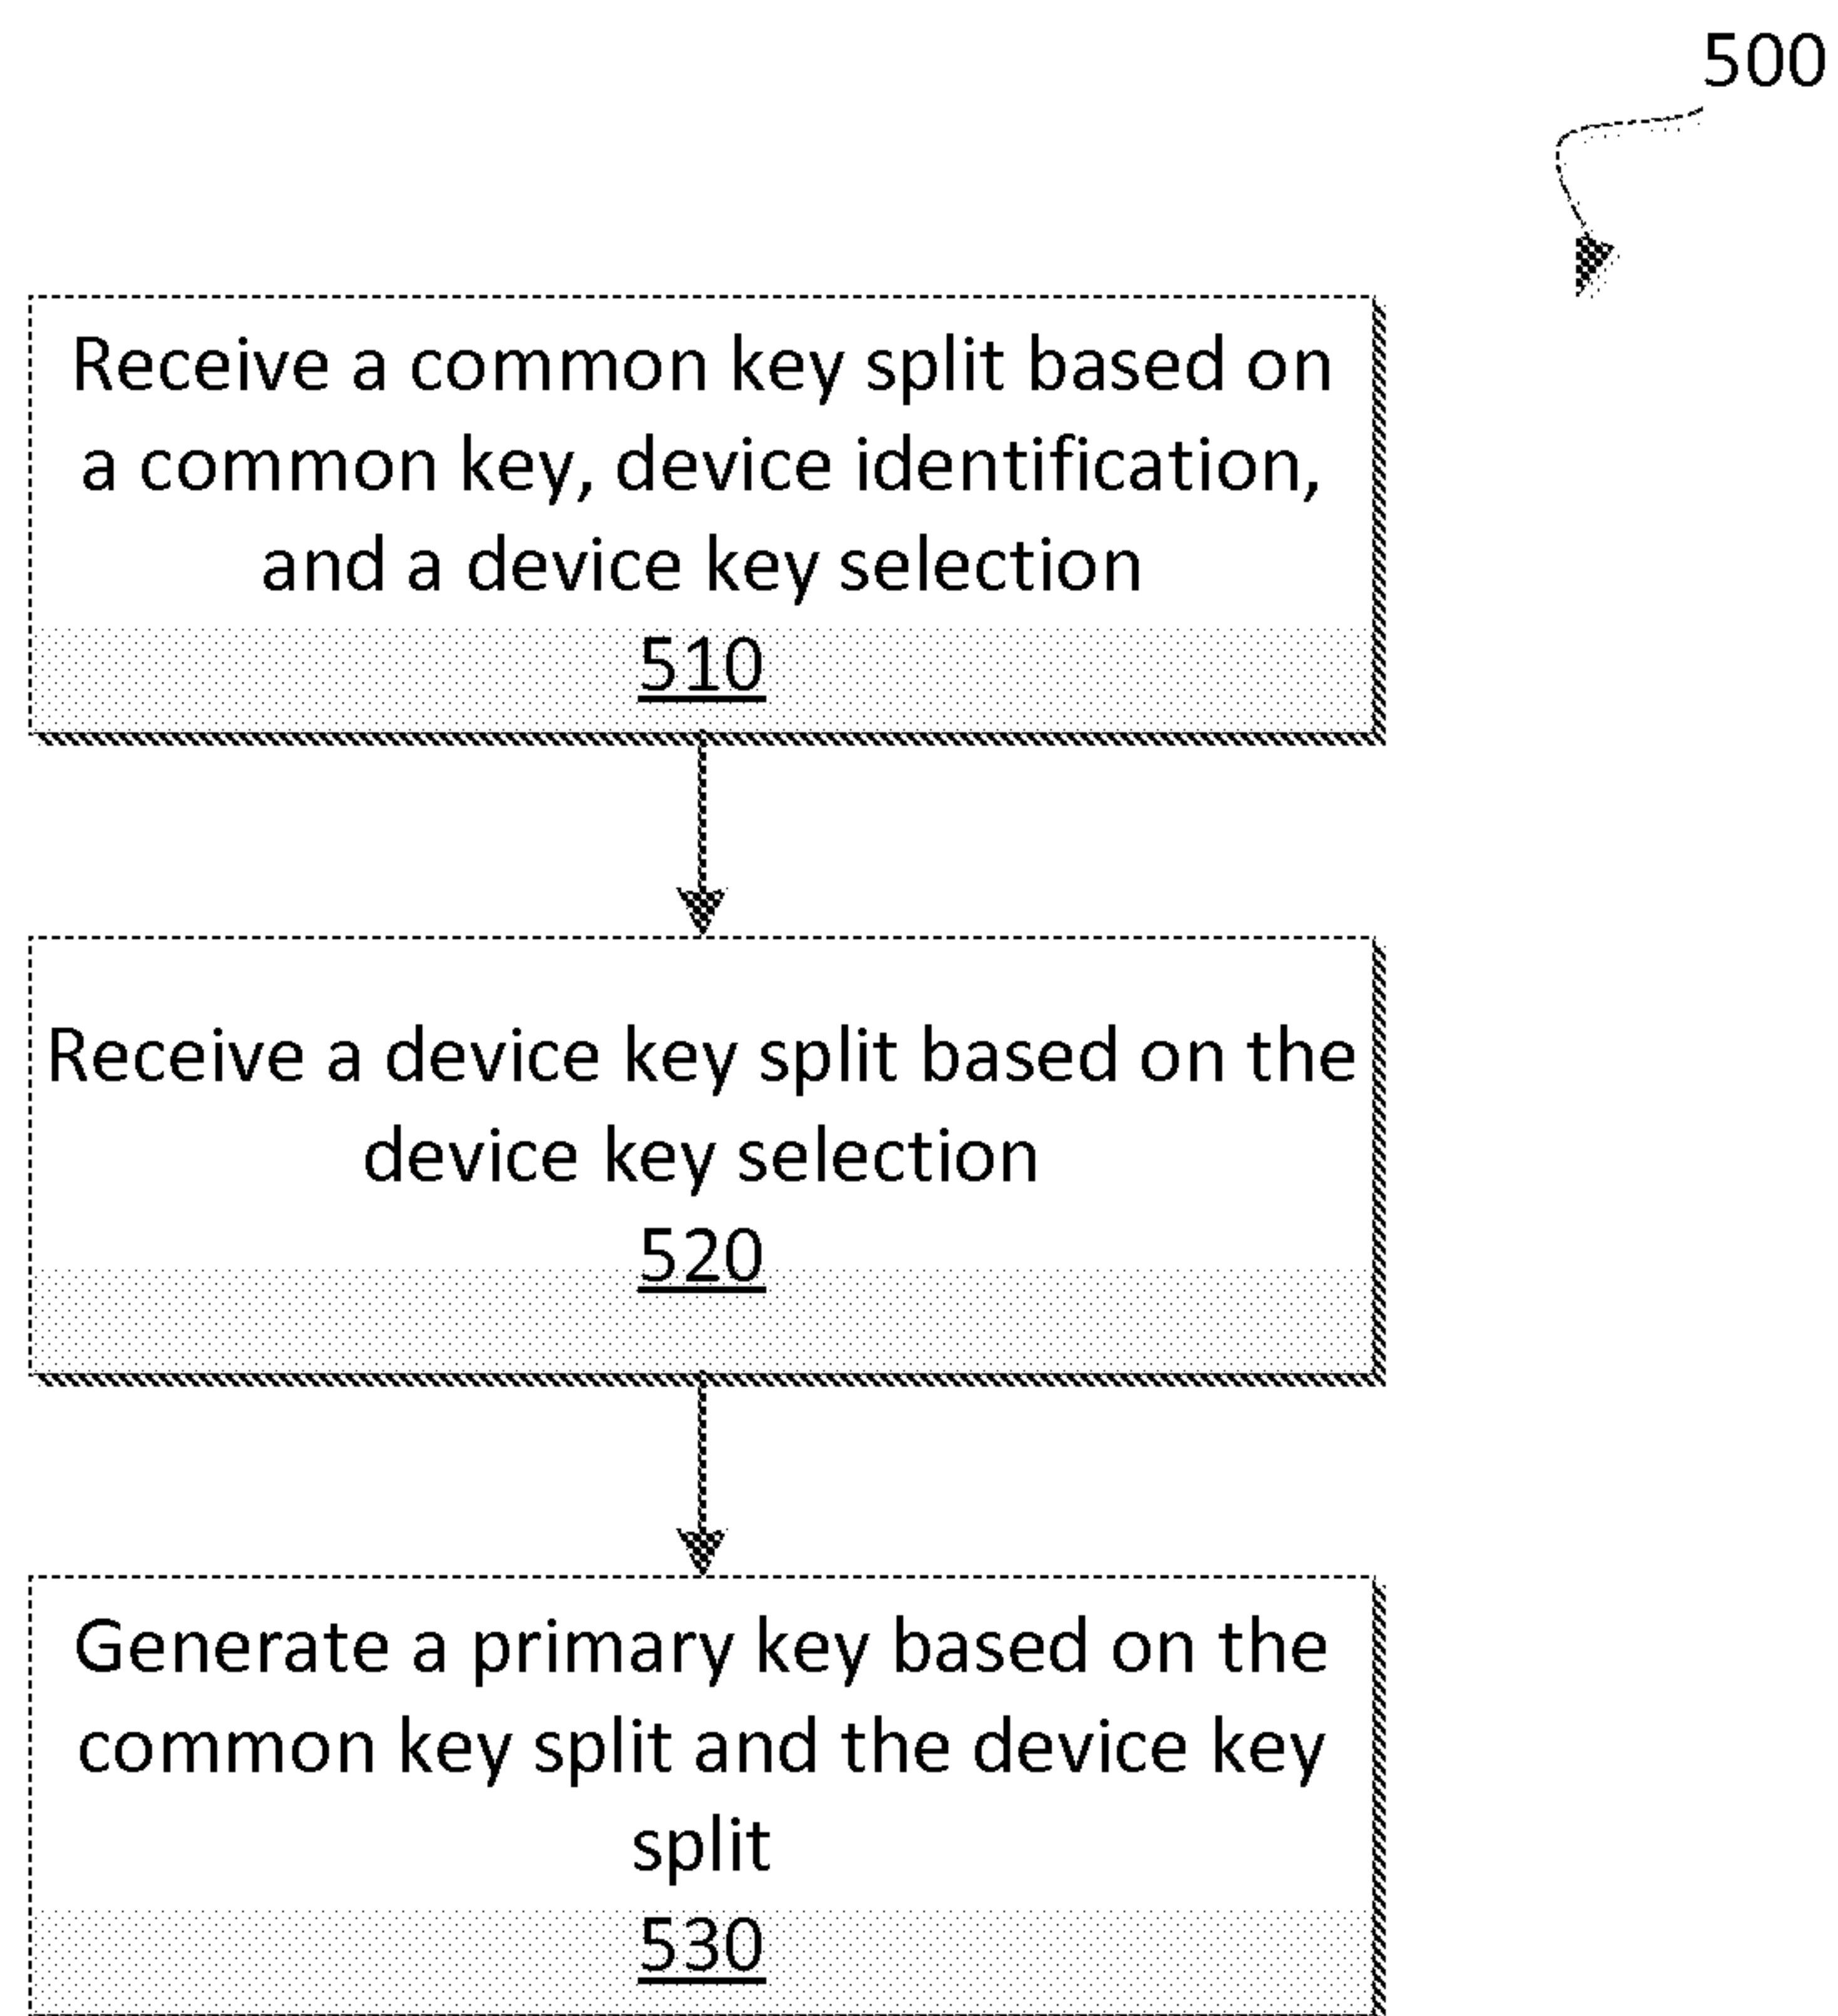 500
Receive a common key split based on
a common key, device identification,
and a device key selection
510
Receive a device key split based on the
device key selection
520
Generate a primary key based on the
common key split and the device key
split
530